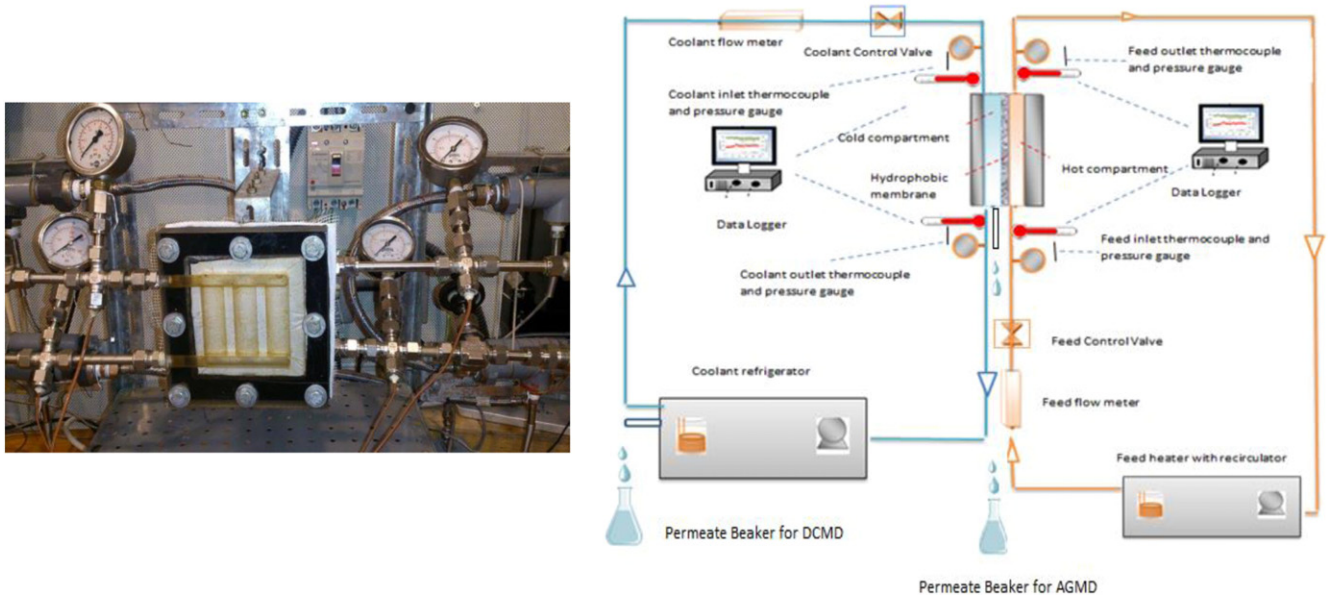 Coolant flow meter
Coolant Control Valve
Feed outlet thermocouple
and pressure gauge
Coolant inlet thermocouple
and pressure gauge
Cold compartment
Hydrophobic
membrane
Hot compartment
Data Logger
Data Logger
Coolant outlet thermocouple
and pressure gauge
Feed inlet thermocouple and
pressure gauge
Feed Control Valve
Coolant refrigerator
Feed flow meter
Feed heater with recirculator
Permeate Beaker for DCMD
Permeate Beaker for AGMD